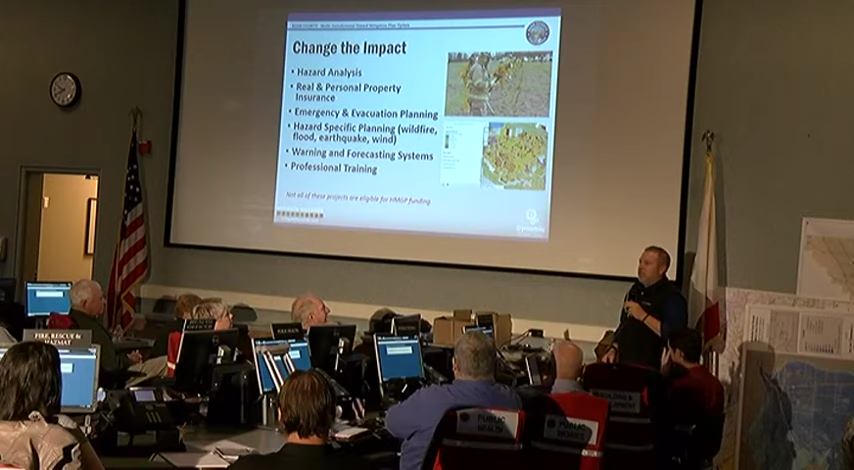 Change the Impact
• Hazard Analysis
• Real & Personal Property
Insurance
• Emergency & Evacuation Planning
• Hazard Specific Planning (wildfire,
flood, earthquake, wind)
• Warning and Forecasting Systems
• Professional Training
Not all of these projects are eligible for HMGP funding
Dynamic
FIRE, RESCUE &
HAZMAT
PUBLIC
HEALTH
PUBLIC
WORKS
BUILDING &